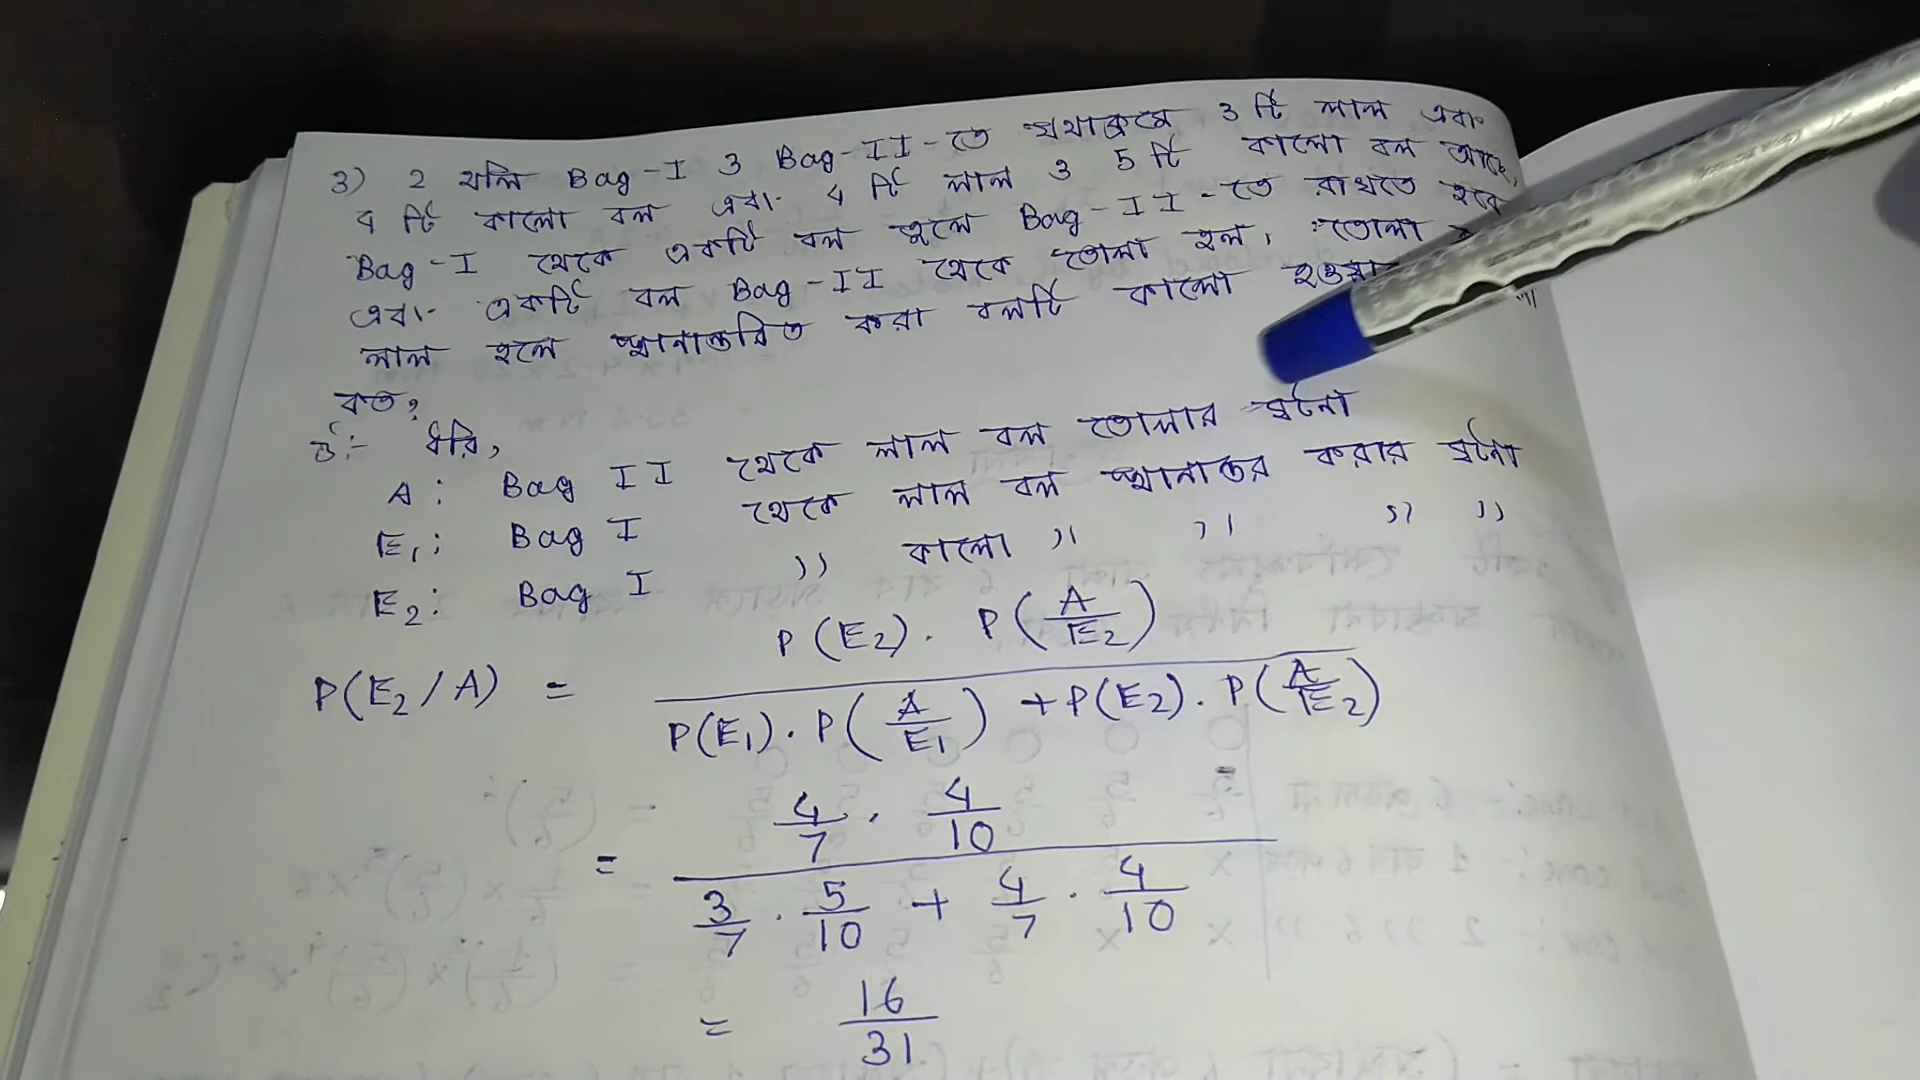 3) 2 থলি Bag-I ও Bag-II-তে যথাক্রমে 3 টি লাল এবং
4 টি কালো বল এবং 4 টি লাল ও 5 টি কালো বল আছে,
Bag-I থেকে একটি বল তুলে Bag-II-তে রাখতে হবে
এবং একটি বল Bag-II থেকে তোলা হল, তোলা
লাল হলে স্থানান্তরিত করা বলটি কালো
কত?
উঃ- ধরি,
A: Bag II থেকে লাল বল তোলার ঘটনা
E₁: Bag I থেকে লাল বল স্থানান্তর করার ঘটনা
E₂: Bag I " কালো " " " "
P(E₂/A) = P(E₂). P(A/E₂) / P(E₁). P(A/E₁) + P(E₂). P(A/E₂)
= 4/7 . 4/10 / 3/7 . 5/10 + 4/7 . 4/10
= 16/31